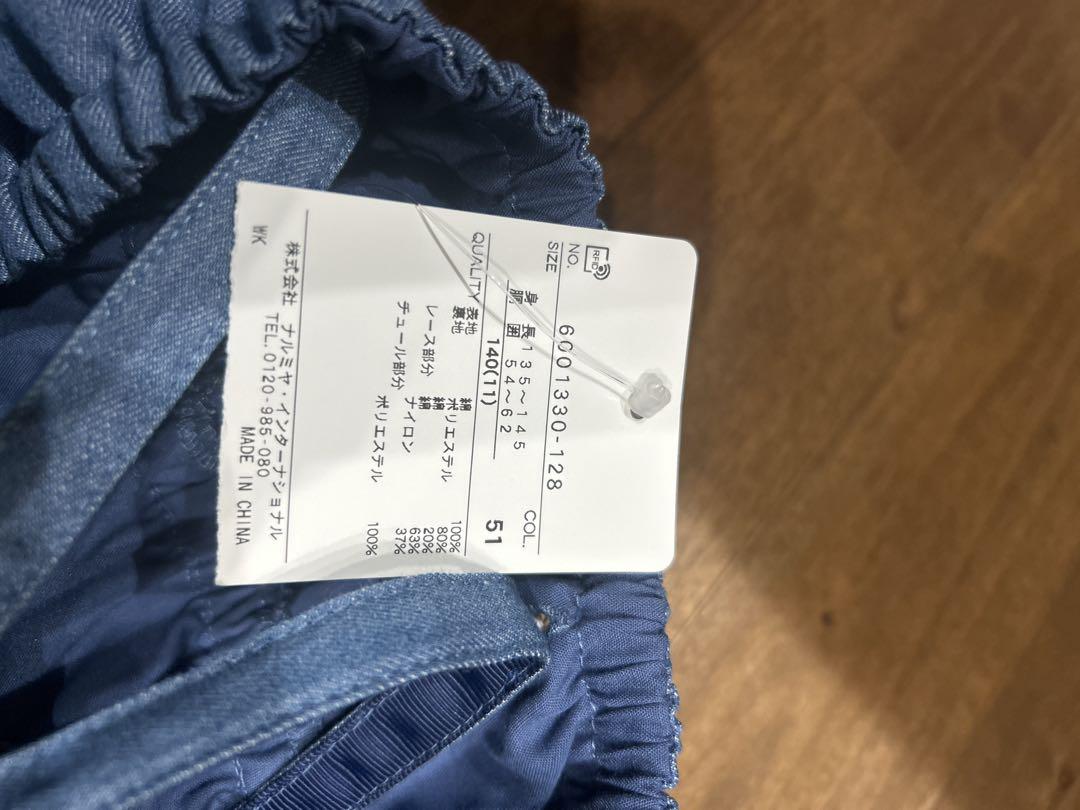 RFID
NO. 6001330-128
SIZE COL.
身長 135~145
胴囲 54~62
140(11) 51
QUALITY 表地 綿 100%
裏地 ポリエステル 80%
綿 20%
レース部分 綿 63%
ナイロン 37%
チュール部分 ポリエステル 100%
株式会社 ナルミヤ・インターナショナル
TEL.0120-985-080
WK MADE IN CHINA